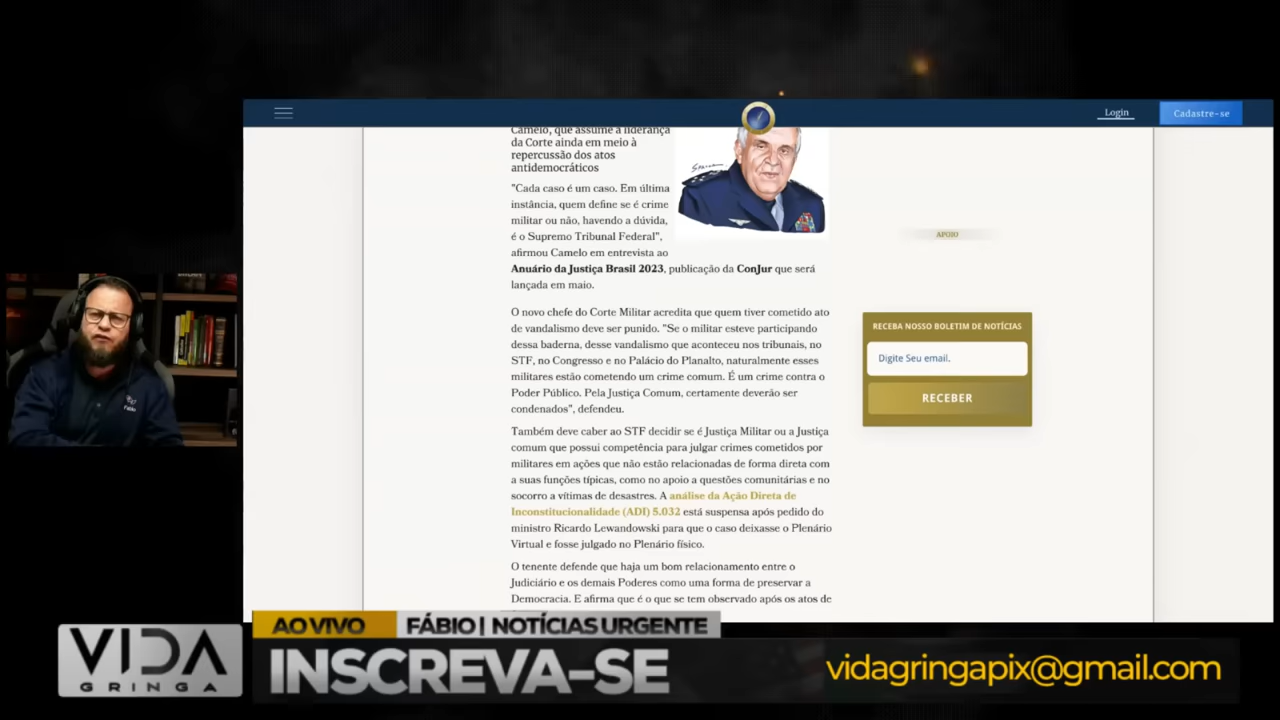 Login
Cadastre-se
Camelo, que assume a liderança
da Corte ainda em meio à
repercussão dos atos
antidemocráticos
"Cada caso é um caso. Em última
instância, quem define se é crime
militar ou não, havendo a dúvida,
é o Supremo Tribunal Federal",
afirmou Camelo em entrevista ao
Anuário da Justiça Brasil 2023, publicação da ConJur que será
lançada em maio.
O novo chefe do Corte Militar acredita que quem tiver cometido ato
de vandalismo deve ser punido. "Se o militar esteve participando
dessa baderna, desse vandalismo que aconteceu nos tribunais, no
STF, no Congresso e no Palácio do Planalto, naturalmente esses
militares estão cometendo um crime comum. É um crime contra o
Poder Público. Pela Justiça Comum, certamente deverão ser
condenados", defendeu.
Também deve caber ao STF decidir se é Justiça Militar ou a Justiça
comum que possui competência para julgar crimes cometidos por
militares em ações que não estão relacionadas de forma direta com
a suas funções típicas, como no apoio a questões comunitárias e no
socorro a vítimas de desastres. A análise da Ação Direta de
Inconstitucionalidade (ADI) 5.032 está suspensa após pedido do
ministro Ricardo Lewandowski para que o caso deixasse o Plenário
Virtual e fosse julgado no Plenário físico.
O tenente defende que haja um bom relacionamento entre o
Judiciário e os demais Poderes como uma forma de preservar a
Democracia. E afirma que é o que se tem observado após os atos de
APOIO
RECEBA NOSSO BOLETIM DE NOTÍCIAS
Digite Seu email.
RECEBER
AO VIVO
FÁBIO | NOTÍCIAS URGENTE
VIDA
GRINGA
INSCREVA-SE
vidagringapix@gmail.com